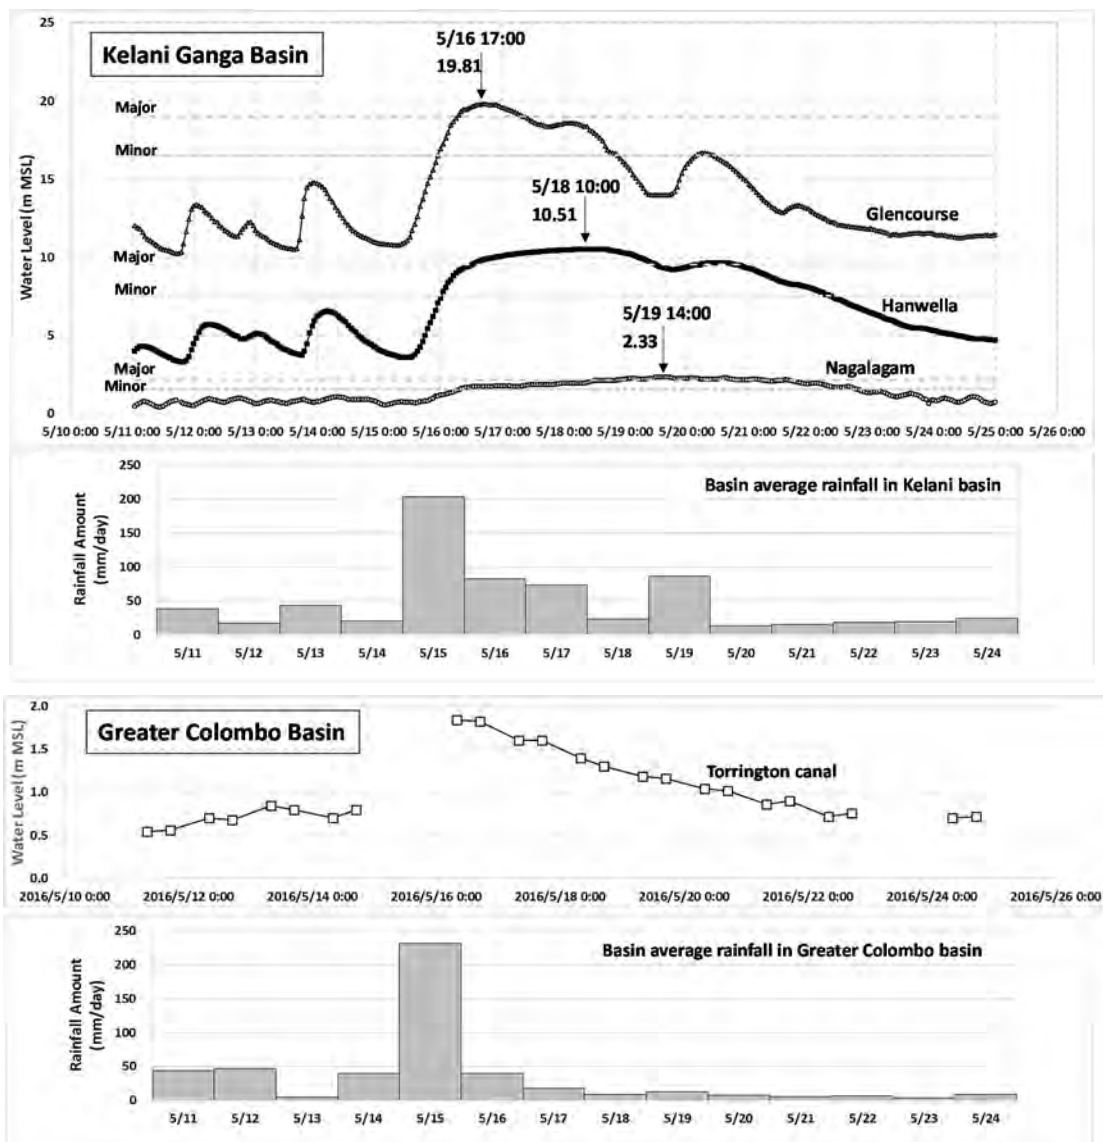 25
Kelani Ganga Basin
5/16 17:00
19.81
20
Major
Minor
15
5/18 10:00
10.51
Glencourse
Water Level (m MSL)
10
Major
Minor
Hanwella
5/19 14:00
2.33
5
Major
Minor
Nagalagam
0
5/10 0:00 5/11 0:00 5/12 0:00 5/13 0:00 5/14 0:00 5/15 0:00 5/16 0:00 5/17 0:00 5/18 0:00 5/19 0:00 5/20 0:00 5/21 0:00 5/22 0:00 5/23 0:00 5/24 0:00 5/25 0:00 5/26 0:00
250
Basin average rainfall in Kelani basin
200
150
100
50
0
Rainfall Amount
(mm/day)
5/11 5/12 5/13 5/14 5/15 5/16 5/17 5/18 5/19 5/20 5/21 5/22 5/23 5/24
2.0
Greater Colombo Basin
1.5
Torrington canal
1.0
0.5
0.0
Water Level (m MSL)
2016/5/10 0:00 2016/5/12 0:00 2016/5/14 0:00 2016/5/16 0:00 2016/5/18 0:00 2016/5/20 0:00 2016/5/22 0:00 2016/5/24 0:00 2016/5/26 0:00
250
Basin average rainfall in Greater Colombo basin
200
150
100
50
0
Rainfall Amount
(mm/day)
5/11 5/12 5/13 5/14 5/15 5/16 5/17 5/18 5/19 5/20 5/21 5/22 5/23 5/24